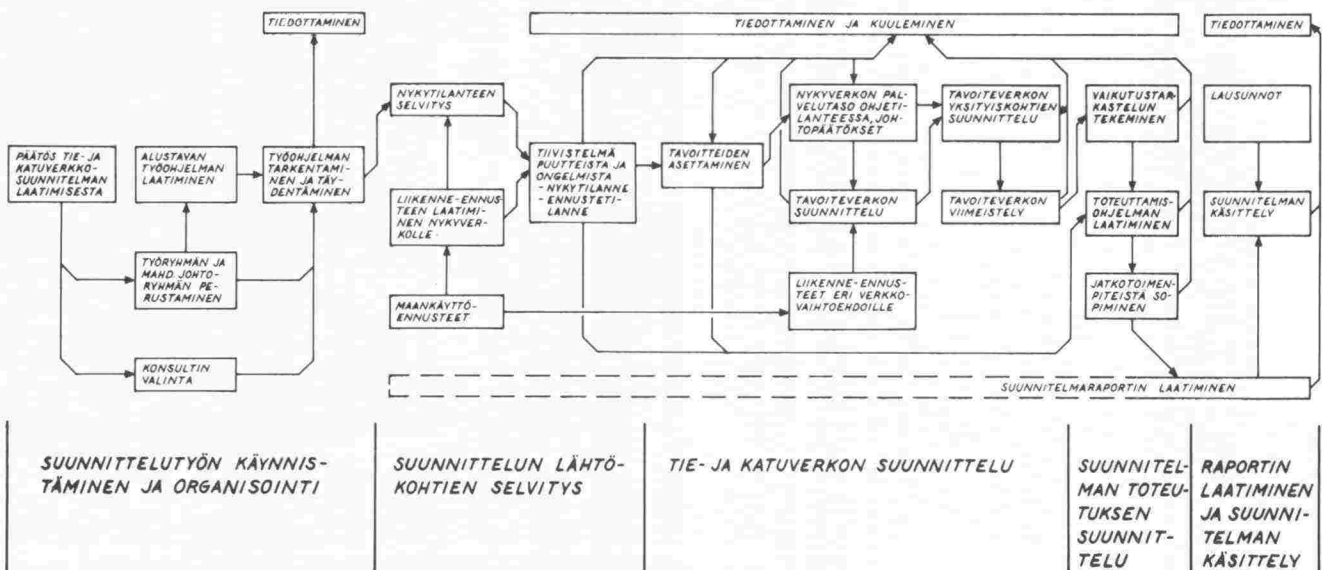 TIEDOTTAMINEN
TIEDOTTAMINEN JA KUULEMINEN
TIEDOTTAMINEN
PÄÄTÖS TIE- JA
KATUVERKKO-
SUUNNITELMAN
LAATIMISESTA
ALUSTAVAN
TYÖOHJELMAN
LAATIMINEN
TYÖRYHMÄN JA
MAHD. JOHTO-
RYHMÄN PE-
RUSTAMINEN
KONSULTIN
VALINTA
TYÖOHJELMAN
TARKENTAMI-
NEN JA TÄY-
DENTÄMINEN
NYKYTILANTEEN
SELVITYS
LIIKENNE-ENNUS-
TEEN LAATIMI-
NEN NYKYVER-
KOLLE
MAANKÄYTTÖ-
ENNUSTEET
TIIVISTELMÄ
PUUTTEISTA JA
ONGELMISTA
- NYKYTILANNE
- ENNUSTETI-
LANNE
TAVOITTEIDEN
ASETTAMINEN
NYKYVERKON PAL-
VELUTASO OHJETI-
LANTEESSA, JOH-
TOPÄÄTÖKSET
TAVOITEVERKON
SUUNNITTELU
LIIKENNE-ENNUS-
TEET ERI VERKKO-
VAIHTOEHDOILLE
TAVOITEVERKON
YKSITYISKOHTIEN
SUUNNITTELU
TAVOITEVERKON
VIIMEISTELY
VAIKUTUSTAR-
KASTELUN
TEKEMINEN
TOTEUTTAMIS-
OHJELMAN
LAATIMINEN
JATKOTOIMEN-
PITEISTÄ SO-
PIMINEN
LAUSUNNOT
SUUNNITELMAN
KÄSITTELY
SUUNNITELMARAPORTIN LAATIMINEN
SUUNNITTELUTYÖN KÄYNNIS-
TÄMINEN JA ORGANISOINTI
SUUNNITTELUN LÄHTÖ-
KOHTIEN SELVITYS
TIE- JA KATUVERKON SUUNNITTELU
SUUNNITEL-
MAN TOTEU-
TUKSEN
SUUNNIT-
TELU
RAPORTIN
LAATIMINEN
JA SUUNNI-
TELMAN
KÄSITTELY